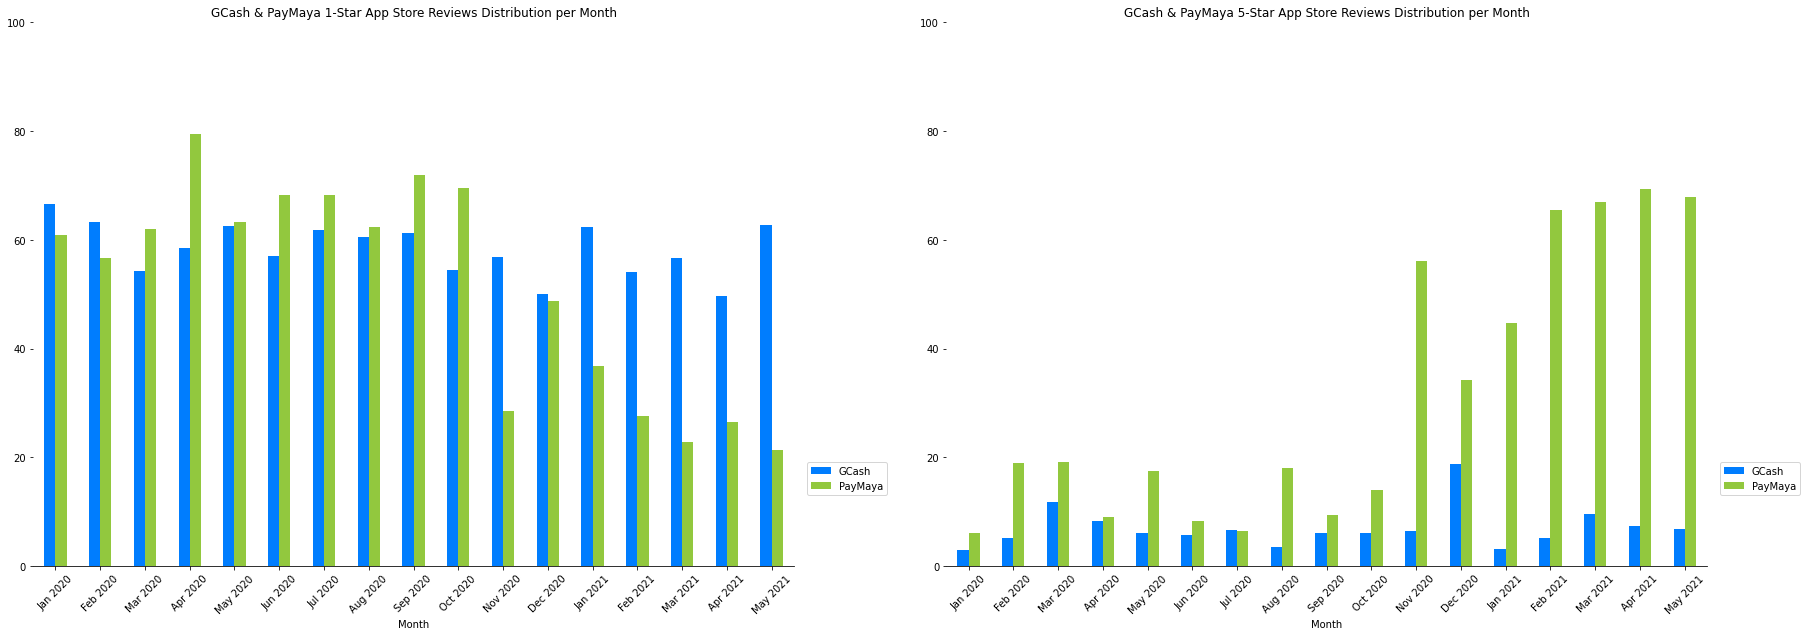 GCash & PayMaya 1-Star App Store Reviews Distribution per Month
100
80
60
40
20
0
Jan 2020
Feb 2020
Mar 2020
Apr 2020
May 2020
Jun 2020
Jul 2020
Aug 2020
Sep 2020
Oct 2020
Nov 2020
Dec 2020
Jan 2021
Feb 2021
Mar 2021
Apr 2021
May 2021
Month
GCash
PayMaya
GCash & PayMaya 5-Star App Store Reviews Distribution per Month
100
80
60
40
20
0
Jan 2020
Feb 2020
Mar 2020
Apr 2020
May 2020
Jun 2020
Jul 2020
Aug 2020
Sep 2020
Oct 2020
Nov 2020
Dec 2020
Jan 2021
Feb 2021
Mar 2021
Apr 2021
May 2021
Month
GCash
PayMaya